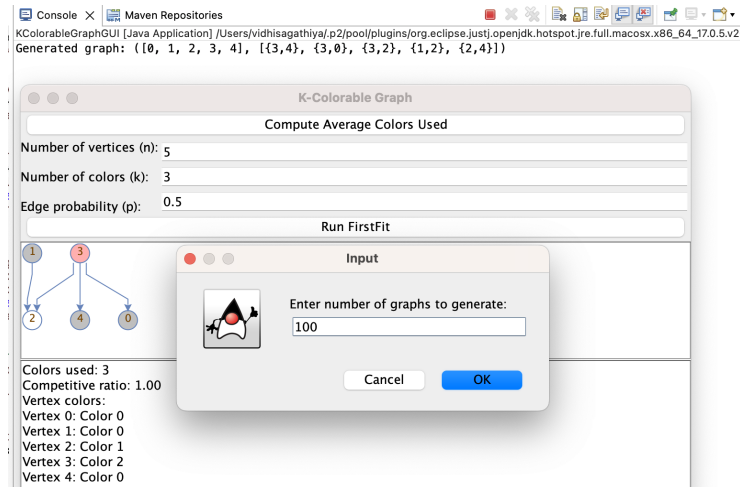 Console Maven Repositories
KColorableGraphGUI [Java Application] /Users/vidhisagathiya/.p2/pool/plugins/org.eclipse.justj.openjdk.hotspot.jre.full.macosx.x86_64_17.0.5.v2
Generated graph: ([0, 1, 2, 3, 4], [{3,4}, {3,0}, {3,2}, {1,2}, {2,4}])
K-Colorable Graph
Compute Average Colors Used
Number of vertices (n): 5
Number of colors (k): 3
Edge probability (p): 0.5
Run FirstFit
1 3
2 4 0
Input
Enter number of graphs to generate:
100
Cancel OK
Colors used: 3
Competitive ratio: 1.00
Vertex colors:
Vertex 0: Color 0
Vertex 1: Color 0
Vertex 2: Color 1
Vertex 3: Color 2
Vertex 4: Color 0